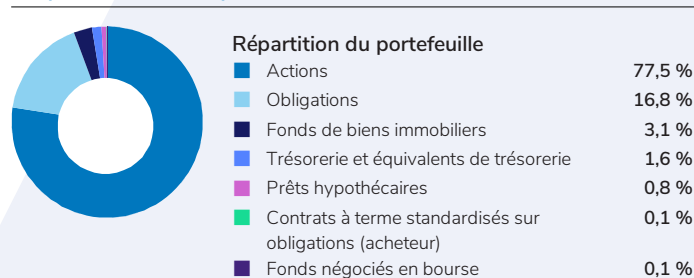 Répartition du portefeuille
Actions 77,5 %
Obligations 16,8 %
Fonds de biens immobiliers 3,1 %
Trésorerie et équivalents de trésorerie 1,6 %
Prêts hypothécaires 0,8 %
Contrats à terme standardisés sur 0,1 %
obligations (acheteur)
Fonds négociés en bourse 0,1 %